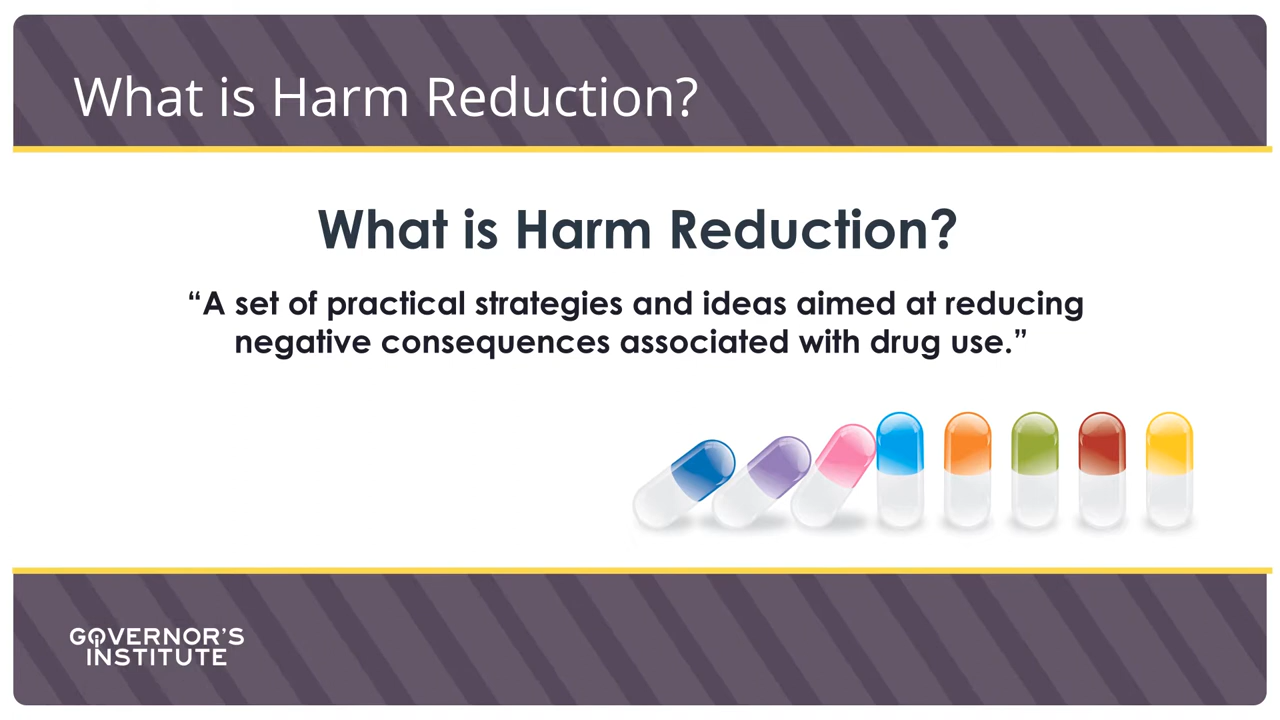 What is Harm Reduction?
What is Harm Reduction?
“A set of practical strategies and ideas aimed at reducing
negative consequences associated with drug use.”
GOVERNOR’S
INSTITUTE